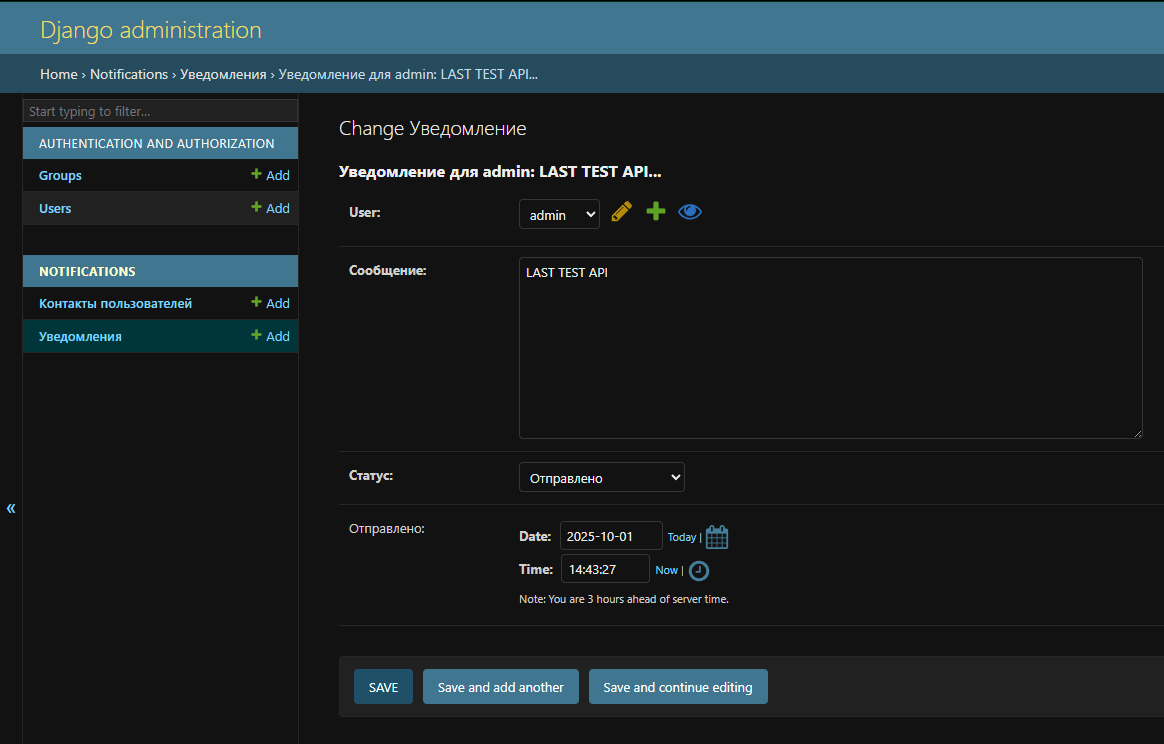 Django administration
Home › Notifications › Уведомления › Уведомление для admin: LAST TEST API...
Start typing to filter...
AUTHENTICATION AND AUTHORIZATION
Groups + Add
Users + Add
NOTIFICATIONS
Контакты пользователей + Add
Уведомления + Add
«
Change Уведомление
Уведомление для admin: LAST TEST API...
User: admin
Сообщение: LAST TEST API
Статус: Отправлено
Отправлено: Date: 2025-10-01 Today |
Time: 14:43:27 Now |
Note: You are 3 hours ahead of server time.
SAVE Save and add another Save and continue editing